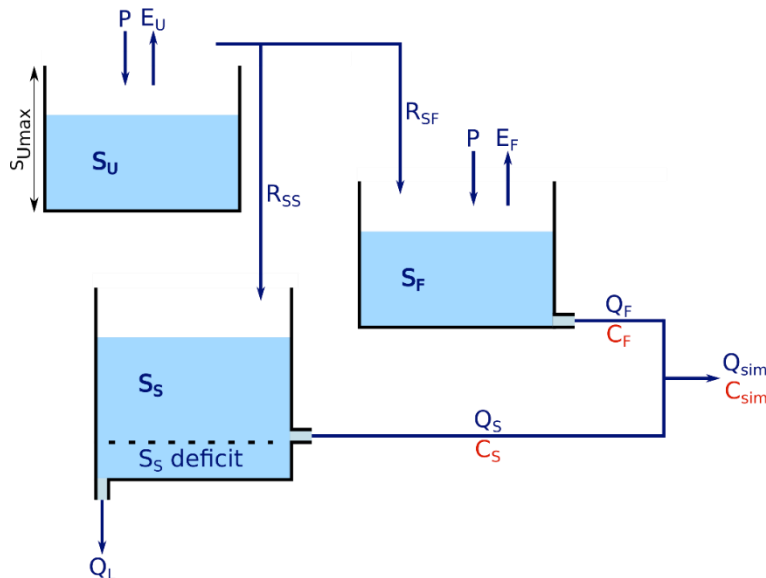 P E_U
S_Umax
S_U
R_SF
P E_F
R_SS
S_F
Q_F
C_F
Q_sim
C_sim
S_S
Q_S
C_S
S_S deficit
Q_L